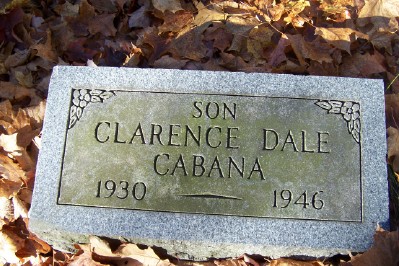 SON
CLARENCE DALE
CABANA
1930 — 1946